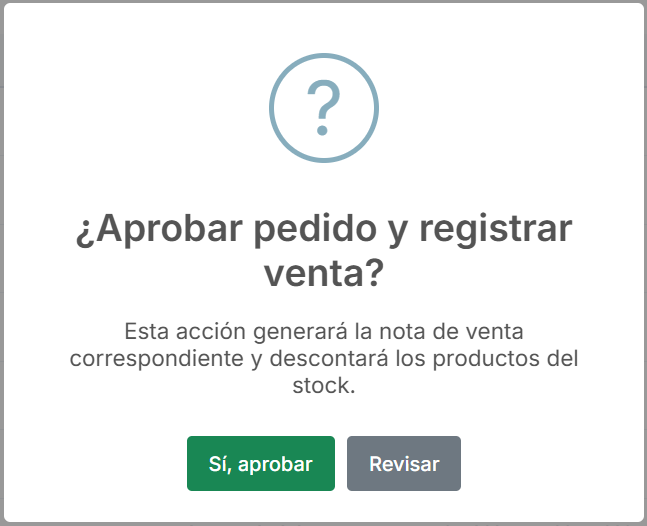 ?
¿Aprobar pedido y registrar
venta?
Esta acción generará la nota de venta
correspondiente y descontará los productos del
stock.
Sí, aprobar
Revisar